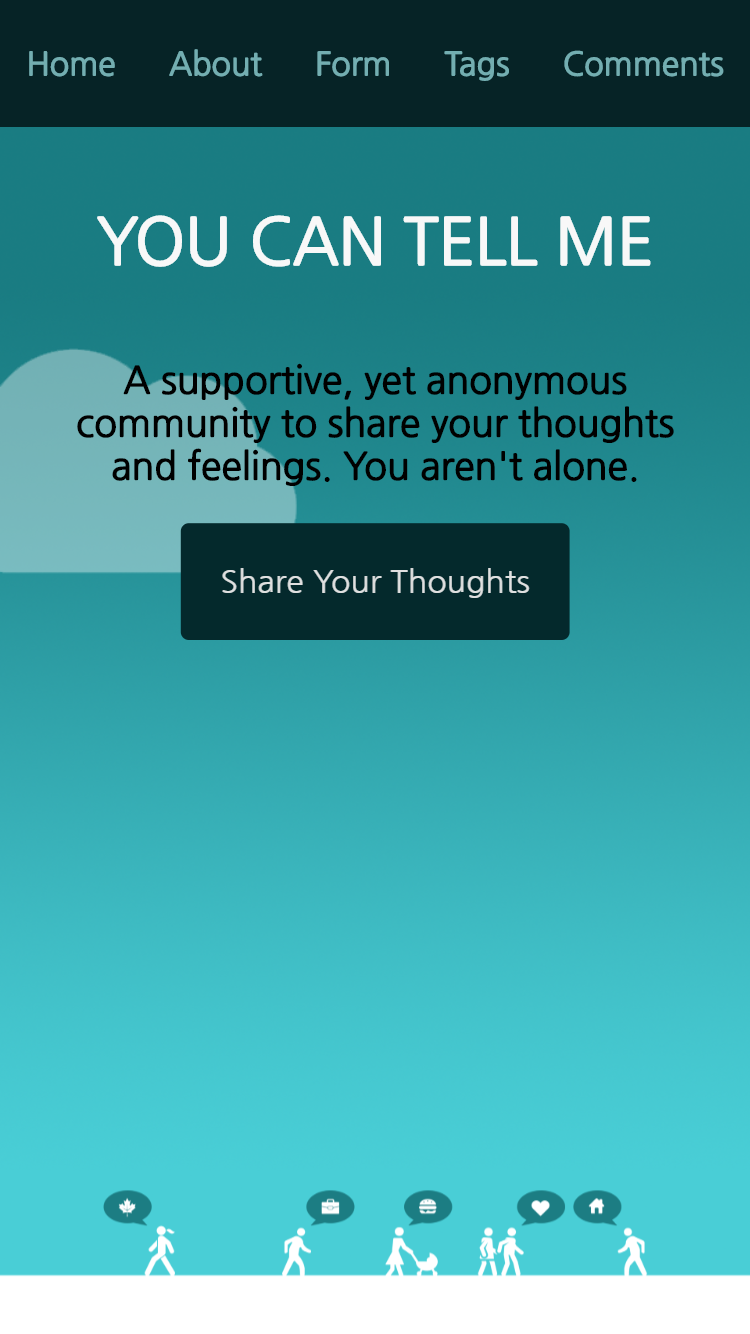 Home About Form Tags Comments
YOU CAN TELL ME
A supportive, yet anonymous
community to share your thoughts
and feelings. You aren't alone.
Share Your Thoughts